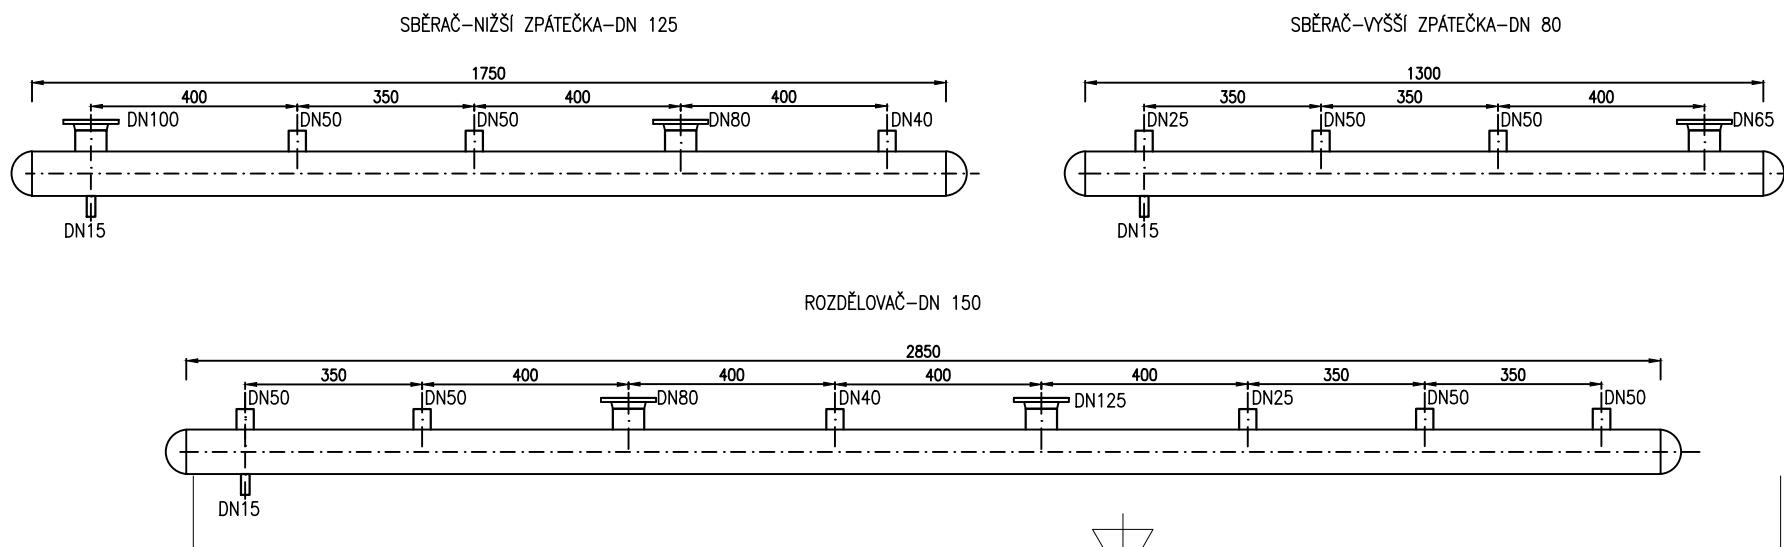 SBĚRAČ-NIŽŠÍ ZPÁTEČKA-DN 125
1750
400 350 400 400
DN100 DN50 DN50 DN80 DN40
DN15
SBĚRAČ-VYŠŠÍ ZPÁTEČKA-DN 80
1300
350 350 400
DN25 DN50 DN50 DN65
DN15
ROZDĚLOVAČ-DN 150
2850
350 400 400 400 400 350 350
DN50 DN50 DN80 DN40 DN125 DN25 DN50 DN50
DN15